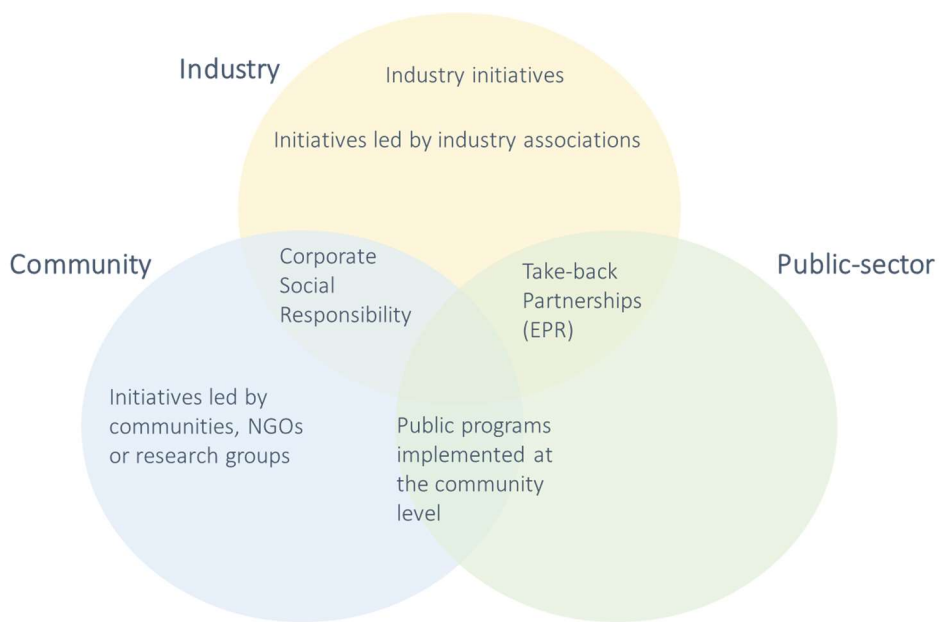 Industry
Industry initiatives
Initiatives led by industry associations
Community
Public-sector
Corporate
Social
Responsibility
Take-back
Partnerships
(EPR)
Initiatives led by
communities, NGOs
or research groups
Public programs
implemented at
the community
level